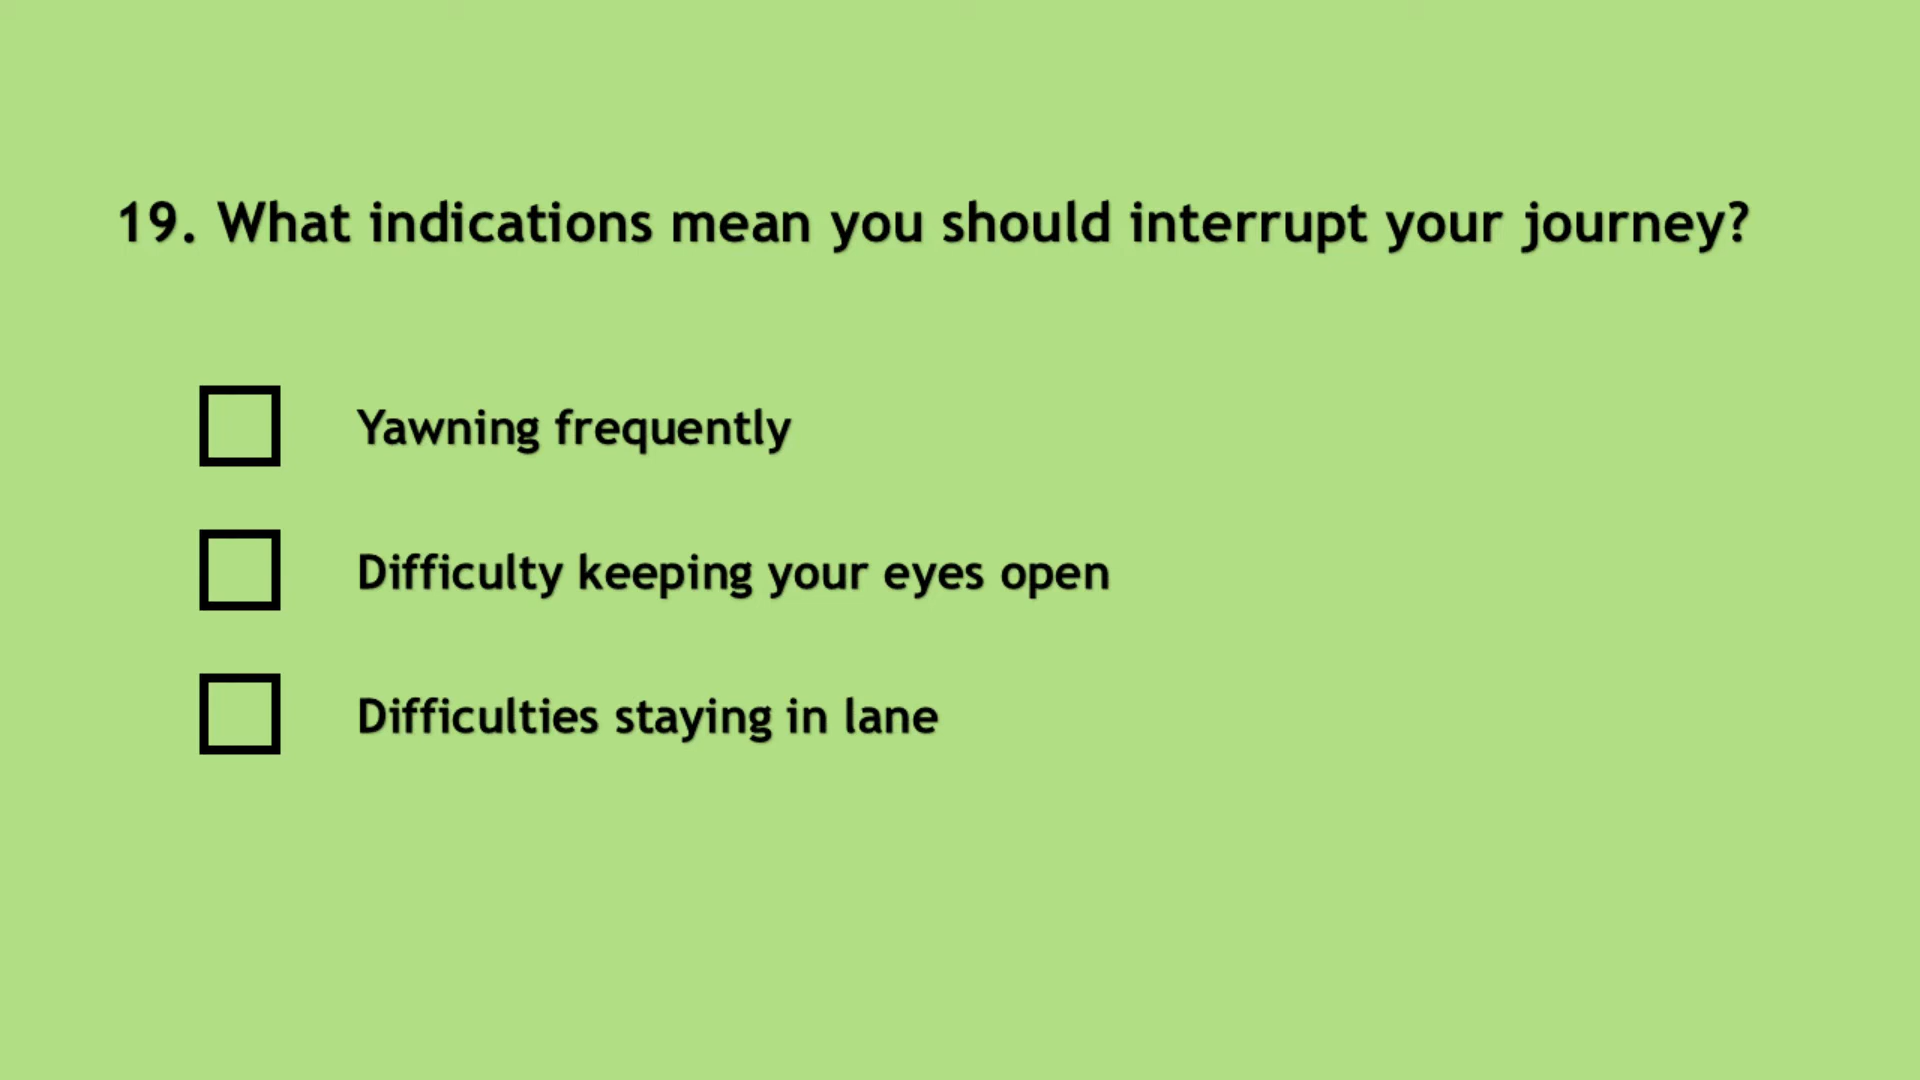 19. What indications mean you should interrupt your journey?
Yawning frequently
Difficulty keeping your eyes open
Difficulties staying in lane